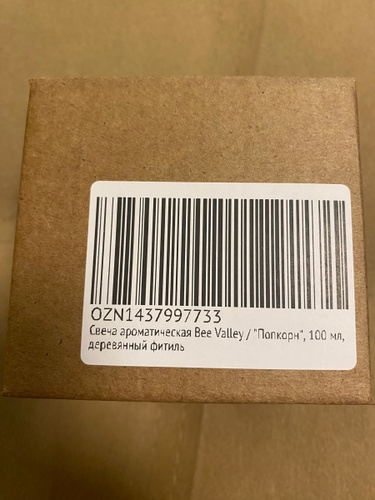 OZN1437997733
Свеча ароматическая Bee Valley / "Попкорн", 100 мл,
деревянный фитиль